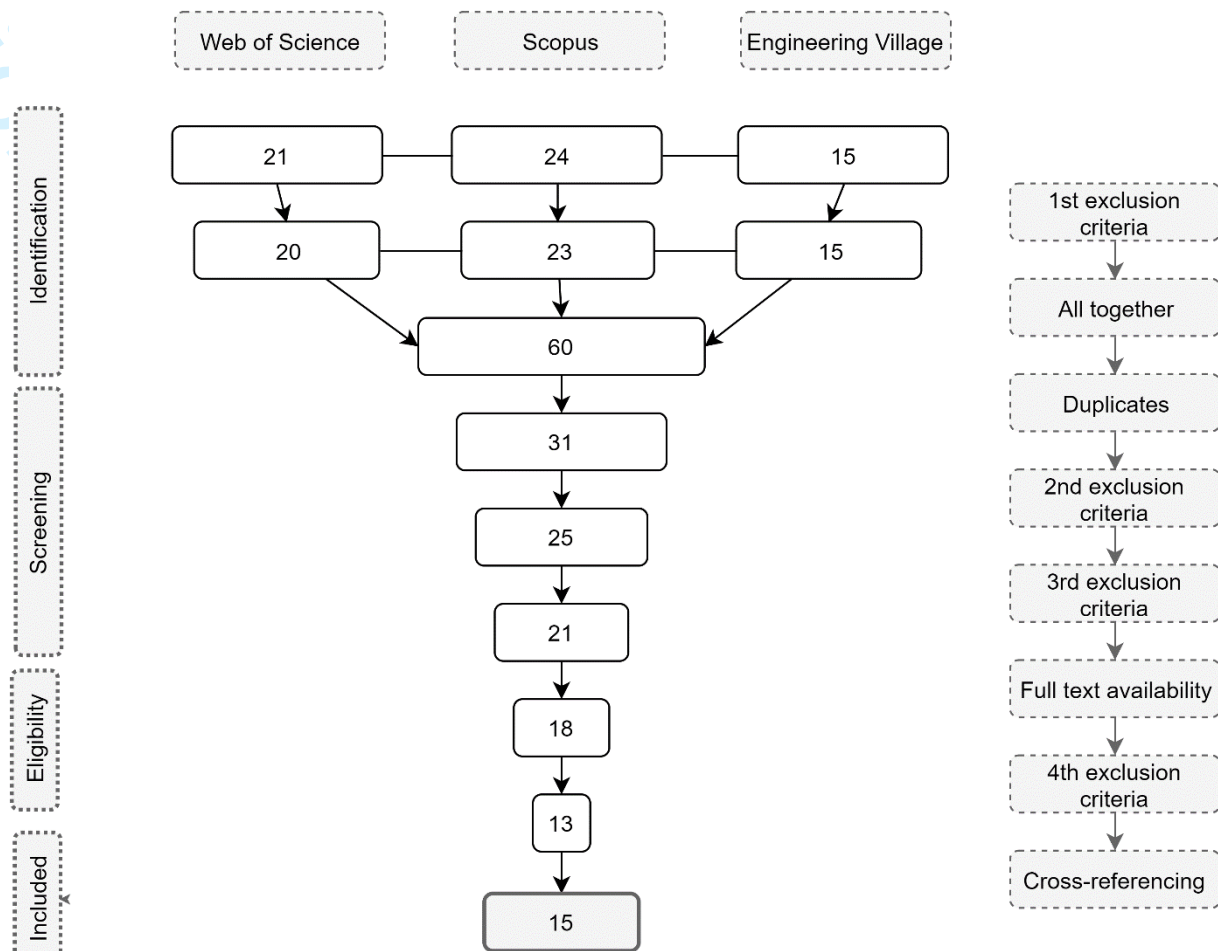 Web of Science
Scopus
Engineering Village
Identification
21
24
15
20
23
15
60
Screening
31
25
21
Eligibility
18
13
Included
15
1st exclusion
criteria
All together
Duplicates
2nd exclusion
criteria
3rd exclusion
criteria
Full text availability
4th exclusion
criteria
Cross-referencing